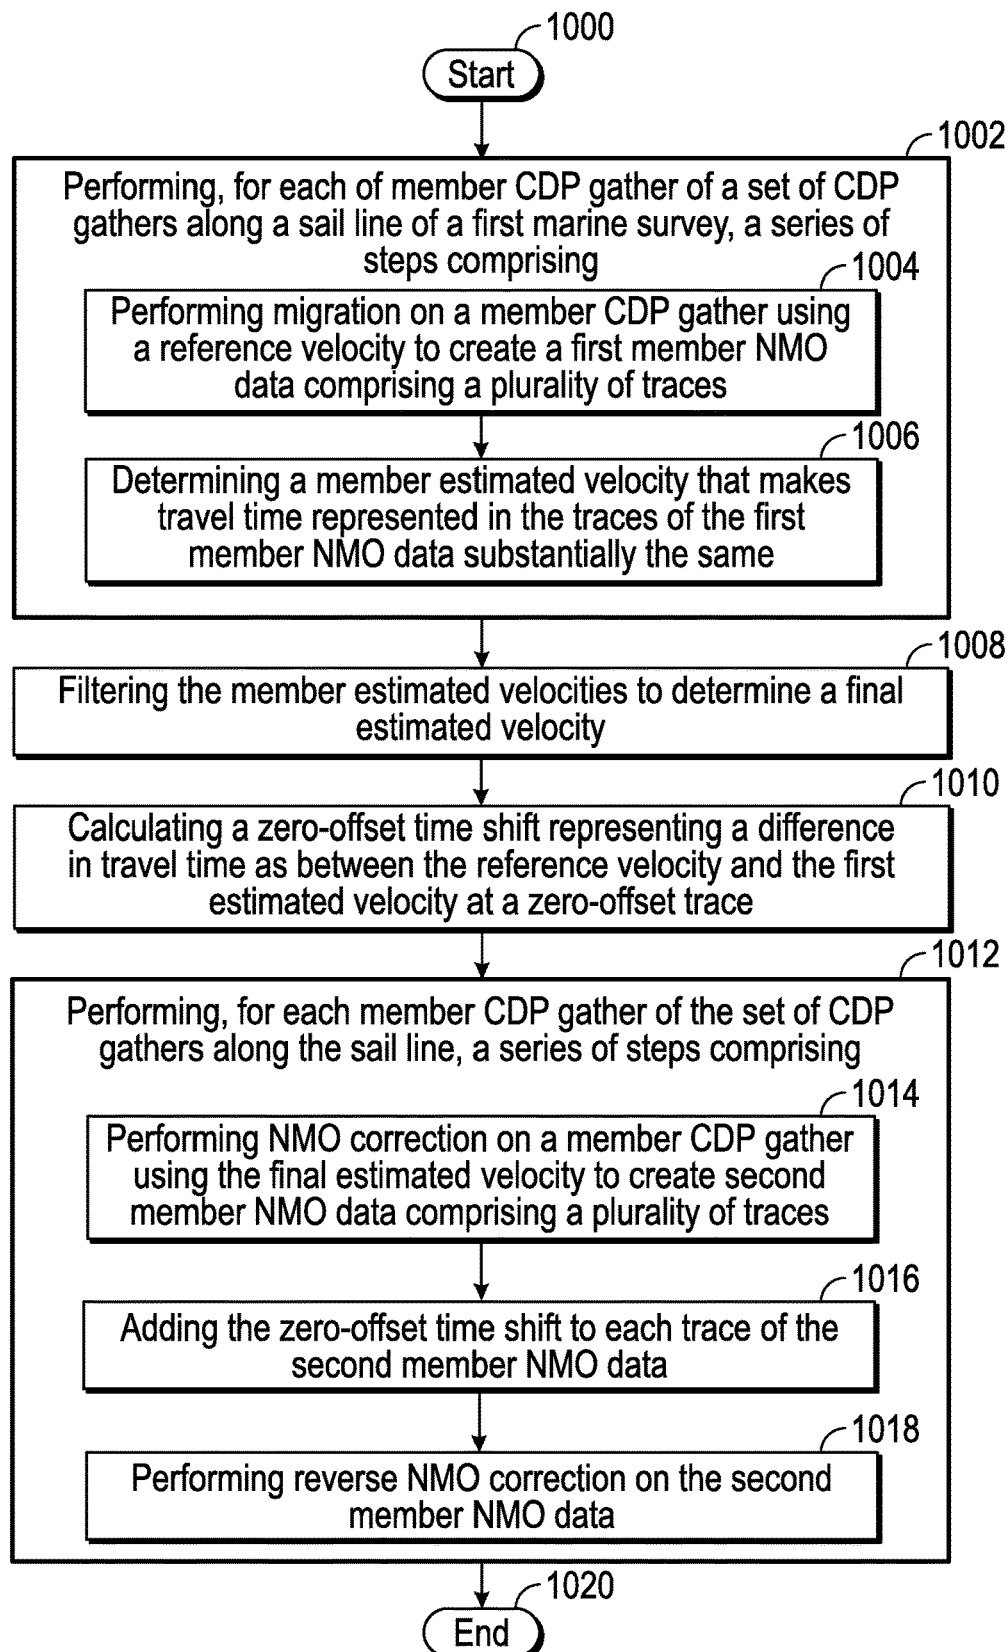 1000
Start
1002
Performing, for each of member CDP gather of a set of CDP
gathers along a sail line of a first marine survey, a series of
steps comprising
1004
Performing migration on a member CDP gather using
a reference velocity to create a first member NMO
data comprising a plurality of traces
1006
Determining a member estimated velocity that makes
travel time represented in the traces of the first
member NMO data substantially the same
1008
Filtering the member estimated velocities to determine a final
estimated velocity
1010
Calculating a zero-offset time shift representing a difference
in travel time as between the reference velocity and the first
estimated velocity at a zero-offset trace
1012
Performing, for each member CDP gather of the set of CDP
gathers along the sail line, a series of steps comprising
1014
Performing NMO correction on a member CDP gather
using the final estimated velocity to create second
member NMO data comprising a plurality of traces
1016
Adding the zero-offset time shift to each trace of the
second member NMO data
1018
Performing reverse NMO correction on the second
member NMO data
1020
End